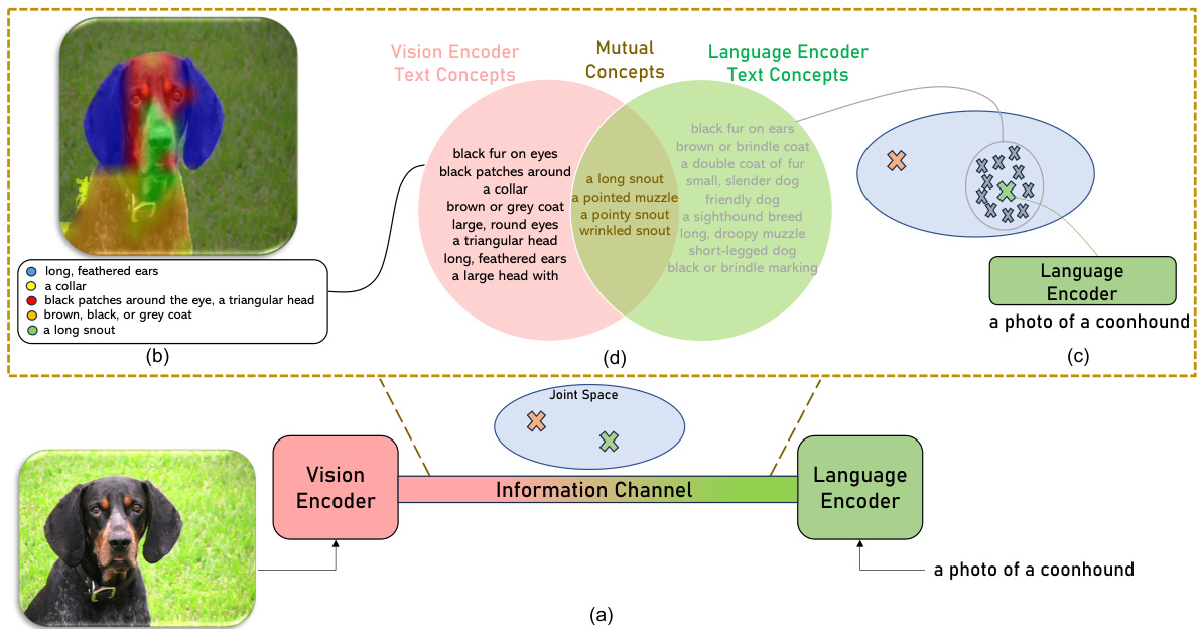 Vision Encoder
Text Concepts
Mutual
Concepts
Language Encoder
Text Concepts
long, feathered ears
a collar
black patches around the eye, a triangular head
brown, black, or grey coat
a long snout
(b)
black fur on eyes
black patches around
a collar
brown or grey coat
large, round eyes
a triangular head
long, feathered ears
a large head with
a long snout
a pointed muzzle
a pointy snout
wrinkled snout
black fur on ears
brown or brindle coat
a double coat of fur
small, slender dog
friendly dog
a sighthound breed
long, droopy muzzle
short-legged dog
black or brindle marking
(d)
Language
Encoder
a photo of a coonhound
(c)
Joint Space
Vision
Encoder
Information Channel
Language
Encoder
a photo of a coonhound
(a)